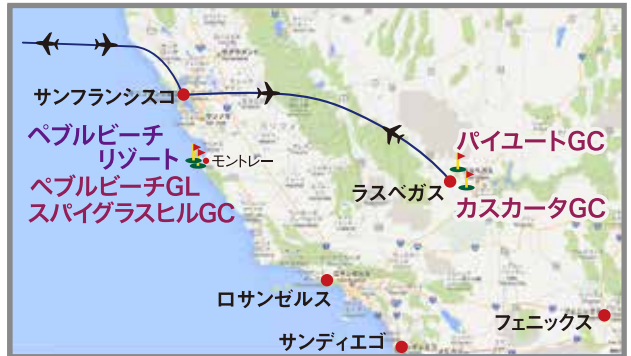 サンフランシスコ
ペブルビーチ
リゾート
モントレー
ペブルビーチGL
スパイグラスヒルGC
パイユートGC
ラスベガス
カスカータGC
ロサンゼルス
サンディエゴ
フェニックス